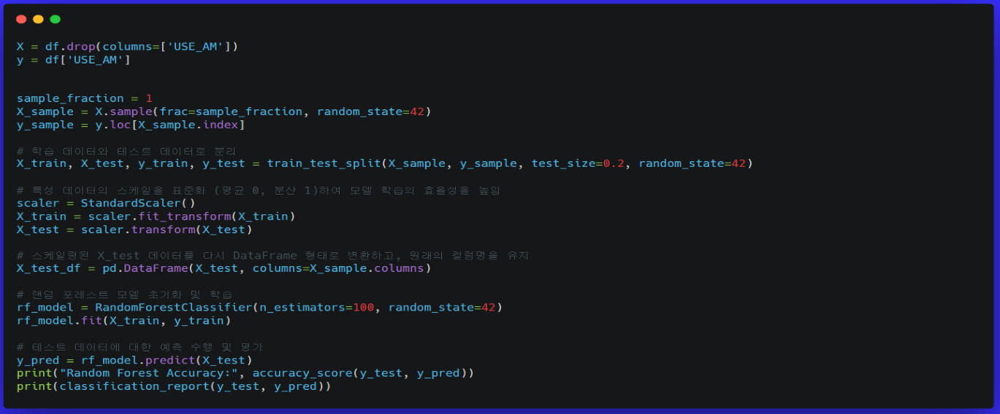 X = df.drop(columns=['USE_AM'])
y = df['USE_AM']
sample_fraction = 1
X_sample = X.sample(frac=sample_fraction, random_state=42)
y_sample = y.loc[X_sample.index]
# 학습 데이터와 테스트 데이터로 분리
X_train, X_test, y_train, y_test = train_test_split(X_sample, y_sample, test_size=0.2, random_state=42)
# 특성 데이터의 스케일을 표준화 (평균 0, 분산 1)하여 모델 학습의 효율성을 높임
scaler = StandardScaler()
X_train = scaler.fit_transform(X_train)
X_test = scaler.transform(X_test)
# 스케일링된 X_test 데이터를 다시 DataFrame 형태로 변환하고, 원래의 컬럼명을 유지
X_test_df = pd.DataFrame(X_test, columns=X_sample.columns)
# 랜덤 포레스트 모델 초기화 및 학습
rf_model = RandomForestClassifier(n_estimators=100, random_state=42)
rf_model.fit(X_train, y_train)
# 테스트 데이터에 대한 예측 수행 및 평가
y_pred = rf_model.predict(X_test)
print("Random Forest Accuracy:", accuracy_score(y_test, y_pred))
print(classification_report(y_test, y_pred))